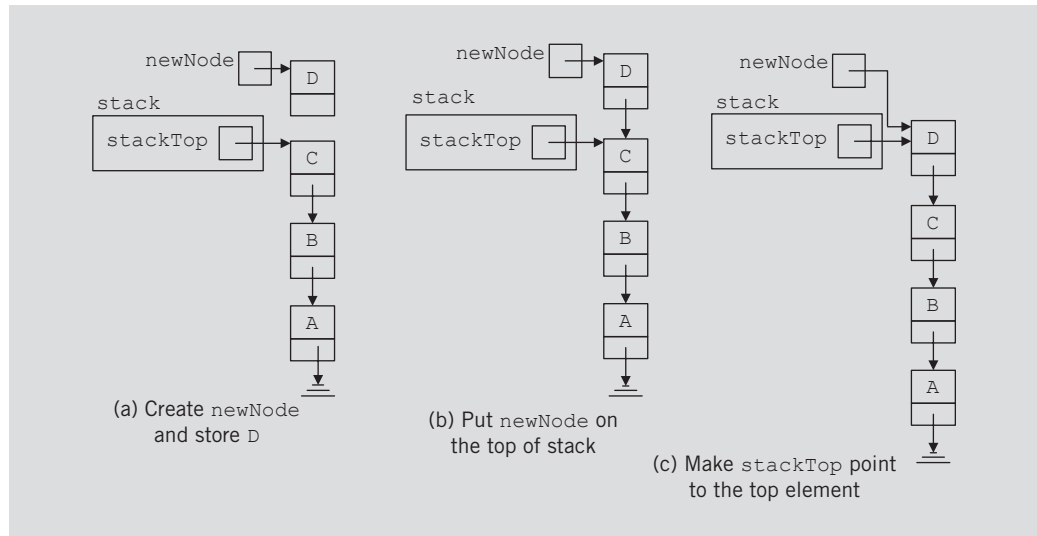 newNode
D
stack
stackTop
C
B
A
(a) Create newNode
and store D
newNode
D
stack
stackTop
C
B
A
(b) Put newNode on
the top of stack
newNode
stack
stackTop
D
C
B
A
(c) Make stackTop point
to the top element